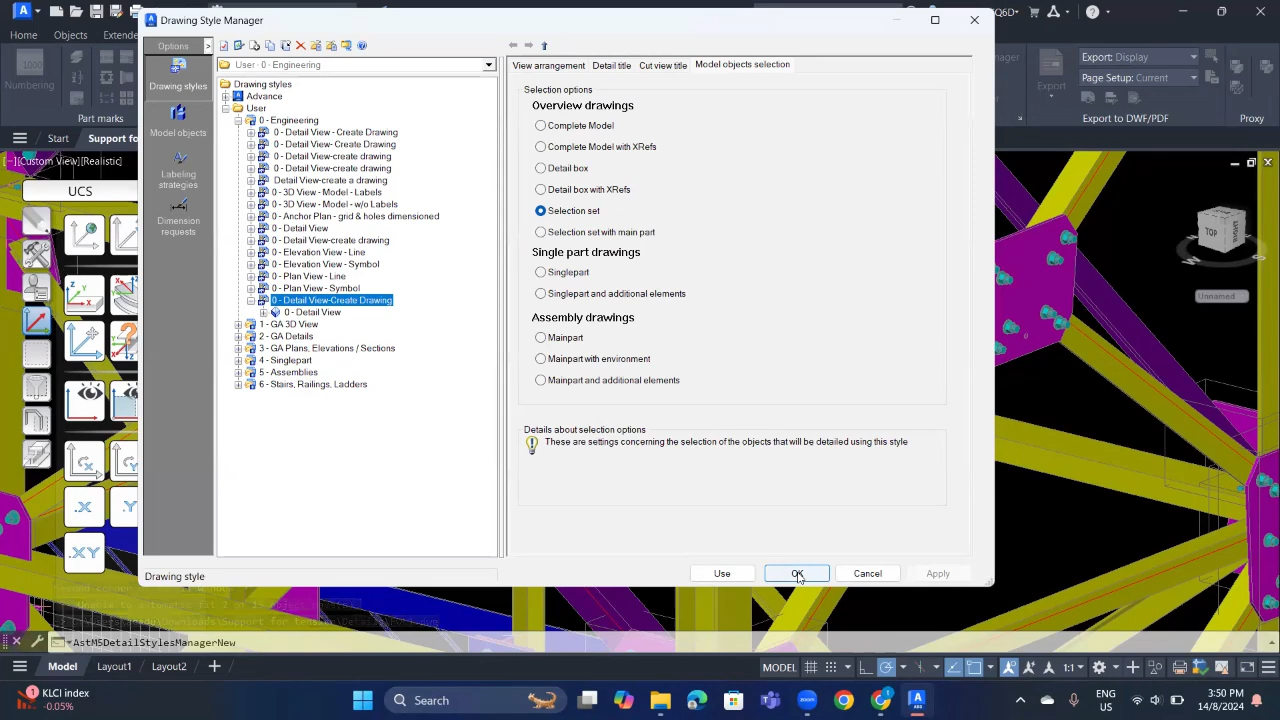 Drawing Style Manager
Home
Objects
Options
>
User - 0 - Engineering
View arrangement
Detail title
Cut view title
Model objects selection
Export: Display
Page Setup: Current
Export
Export to DWF/PDF
Proxy
Part marks
Start
Drawing styles
Model objects
Labeling
strategies
Dimension
requests
[Custom View][Realistic]
UCS
X
.XY
Drawing styles
Advance
User
0 - Engineering
0 - Detail View - Create Drawing
0 - Detail View- Create Drawing
0 - Detail View-create drawing
0 - Detail View-create drawing
Detail View-create a drawing
0 - 3D View - Model - Labels
0 - 3D View - Model - w/o Labels
0 - Anchor Plan - grid & holes dimensioned
0 - Detail View
0 - Detail View-create drawing
0 - Elevation View - Line
0 - Elevation View - Symbol
0 - Plan View - Line
0 - Plan View - Symbol
0 - Detail View-Create Drawing
0 - Detail View
1 - GA 3D View
2 - GA Details
3 - GA Plans, Elevations / Sections
4 - Singlepart
5 - Assemblies
6 - Stairs, Railings, Ladders
Selection options
Overview drawings
Complete Model
Complete Model with XRefs
Detail box
Detail box with XRefs
Selection set
Selection set with main part
Single part drawings
Singlepart
Singlepart and additional elements
Assembly drawings
Mainpart
Mainpart with environment
Mainpart and additional elements
Details about selection options
These are settings concerning the selection of the objects that will be detailed using this style
TOP
Unnamed
Drawing style
Use
OK
Cancel
Apply
AstM5DetailStylesManagerNew
Model
Layout1
Layout2
+
MODEL
1:1
KLCI index
-0.05%
Search
ENG
US
3:50 PM
14/8/2024